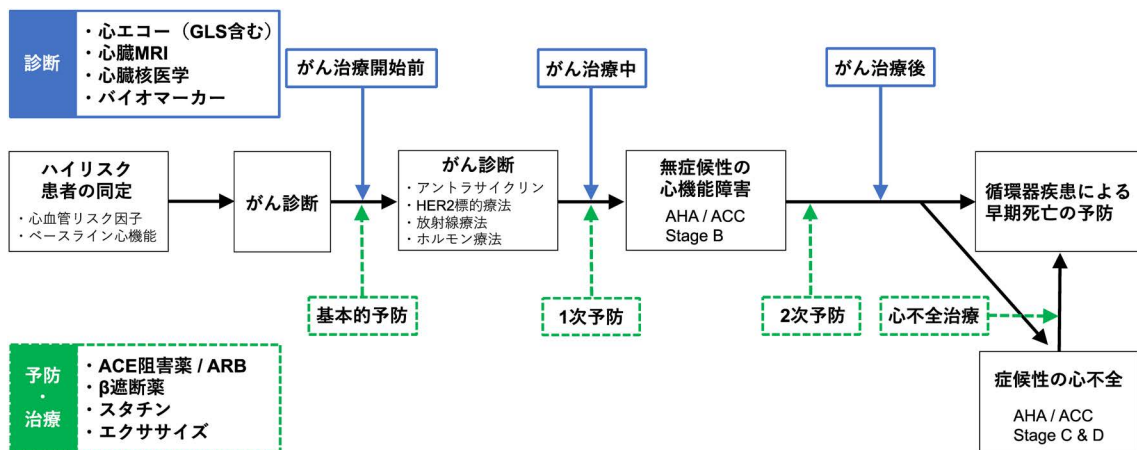 診断
・心エコー（GLS含む）
・心臓MRI
・心臓核医学
・バイオマーカー
がん治療開始前
がん治療中
がん治療後
ハイリスク
患者の同定
・心血管リスク因子
・ベースライン心機能
がん診断
がん診断
・アントラサイクリン
・HER2標的療法
・放射線療法
・ホルモン療法
無症候性の
心機能障害
AHA / ACC
Stage B
循環器疾患による
早期死亡の予防
基本的予防
1次予防
2次予防
心不全治療
予防
・
治療
・ACE阻害薬 / ARB
・β遮断薬
・スタチン
・エクササイズ
症候性の心不全
AHA / ACC
Stage C & D